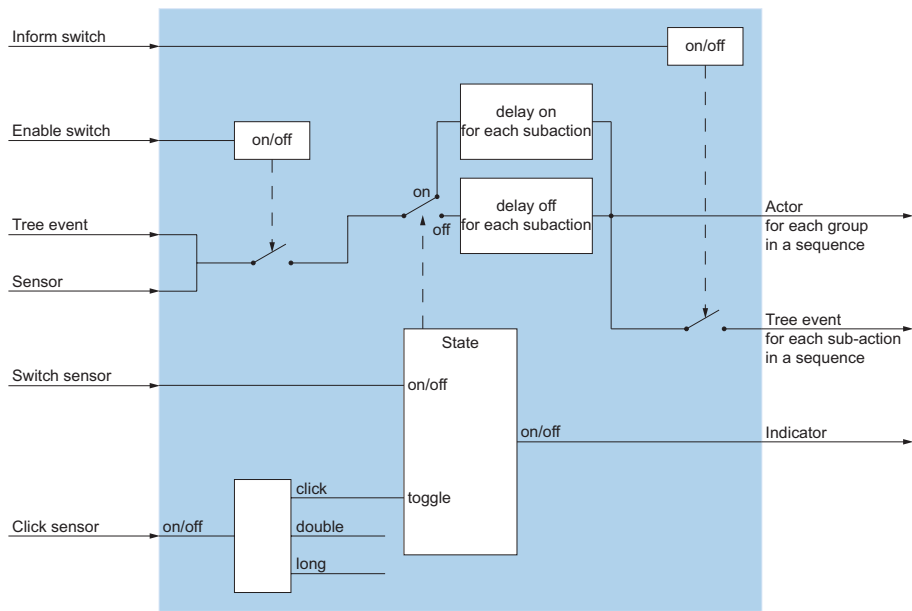 Inform switch
on/off
Enable switch
on/off
delay on
for each subaction
on
off
delay off
for each subaction
Tree event
Sensor
Actor
for each group
in a sequence
Tree event
for each sub-action
in a sequence
State
Switch sensor
on/off
on/off
Indicator
click
toggle
Click sensor
on/off
double
long